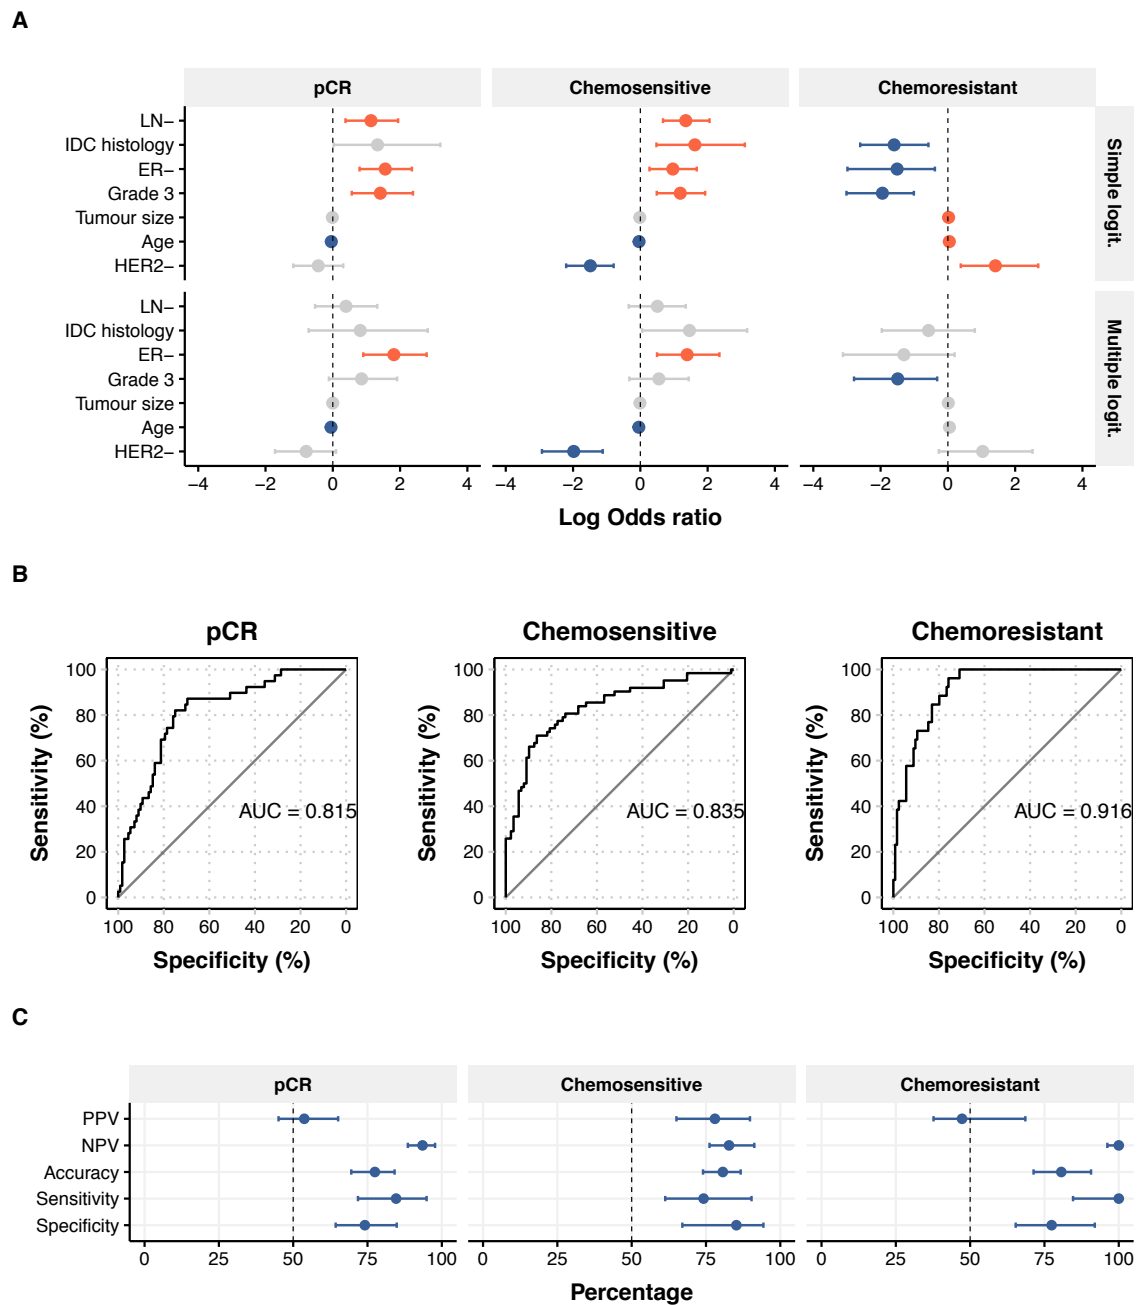 A
pCR Chemosensitive Chemoresistant
LN−
IDC histology
ER−
Grade 3
Tumour size
Age
HER2−
Simple logit.
LN−
IDC histology
ER−
Grade 3
Tumour size
Age
HER2−
Multiple logit.
−4 −2 0 2 4 −4 −2 0 2 4 −4 −2 0 2 4
Log Odds ratio
B
pCR
Sensitivity (%)
100
80
60
40
20
0
AUC = 0.815
100 80 60 40 20 0
Specificity (%)
Chemosensitive
Sensitivity (%)
100
80
60
40
20
0
AUC = 0.835
100 80 60 40 20 0
Specificity (%)
Chemoresistant
Sensitivity (%)
100
80
60
40
20
0
AUC = 0.916
100 80 60 40 20 0
Specificity (%)
C
pCR Chemosensitive Chemoresistant
PPV
NPV
Accuracy
Sensitivity
Specificity
0 25 50 75 100 0 25 50 75 100 0 25 50 75 100
Percentage